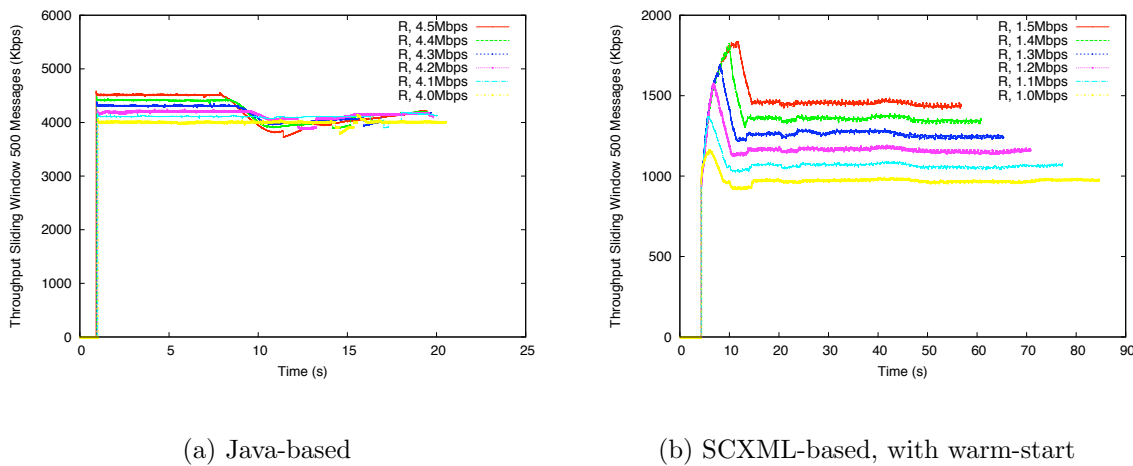 Throughput Sliding Window 500 Messages (Kbps)
6000
5000
4000
3000
2000
1000
0
R, 4.5Mbps
R, 4.4Mbps
R, 4.3Mbps
R, 4.2Mbps
R, 4.1Mbps
R, 4.0Mbps
0 5 10 15 20 25
Time (s)
(a) Java-based
Throughput Sliding Window 500 Messages (Kbps)
2000
1500
1000
500
0
R, 1.5Mbps
R, 1.4Mbps
R, 1.3Mbps
R, 1.2Mbps
R, 1.1Mbps
R, 1.0Mbps
0 10 20 30 40 50 60 70 80 90
Time (s)
(b) SCXML-based, with warm-start